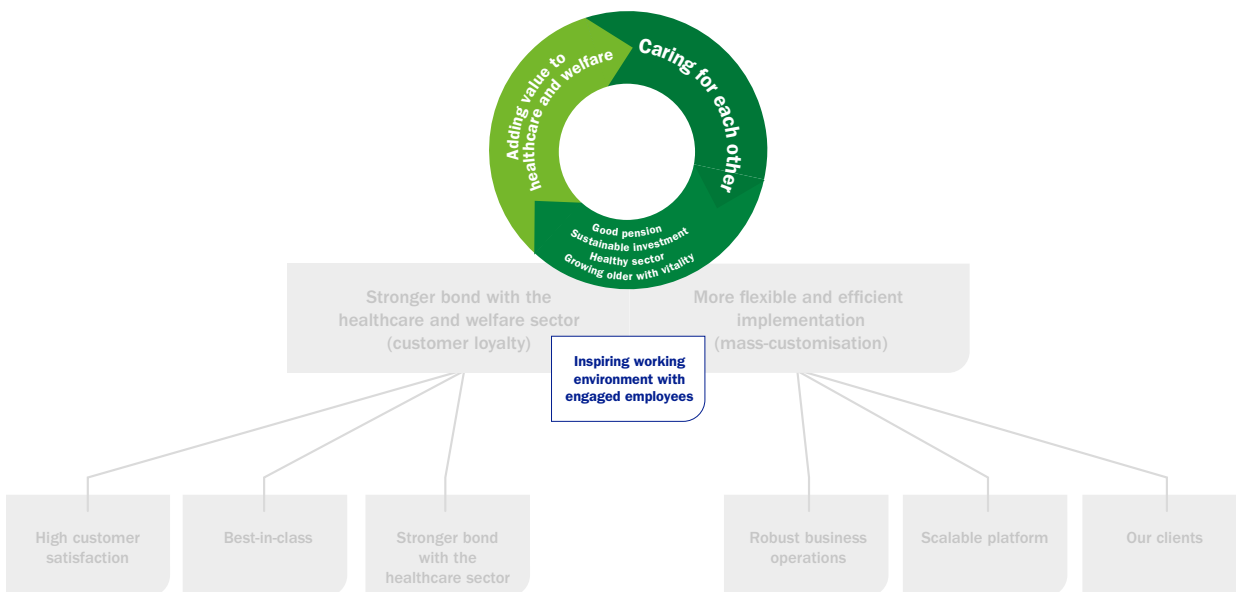 Adding value to
healthcare and welfare
Caring for each other
Good pension
Sustainable investment
Healthy sector
Growing older with vitality
Stronger bond with the
healthcare and welfare sector
(customer loyalty)
More flexible and efficient
implementation
(mass-customisation)
Inspiring working
environment with
engaged employees
High customer
satisfaction
Best-in-class
Stronger bond
with the
healthcare sector
Robust business
operations
Scalable platform
Our clients